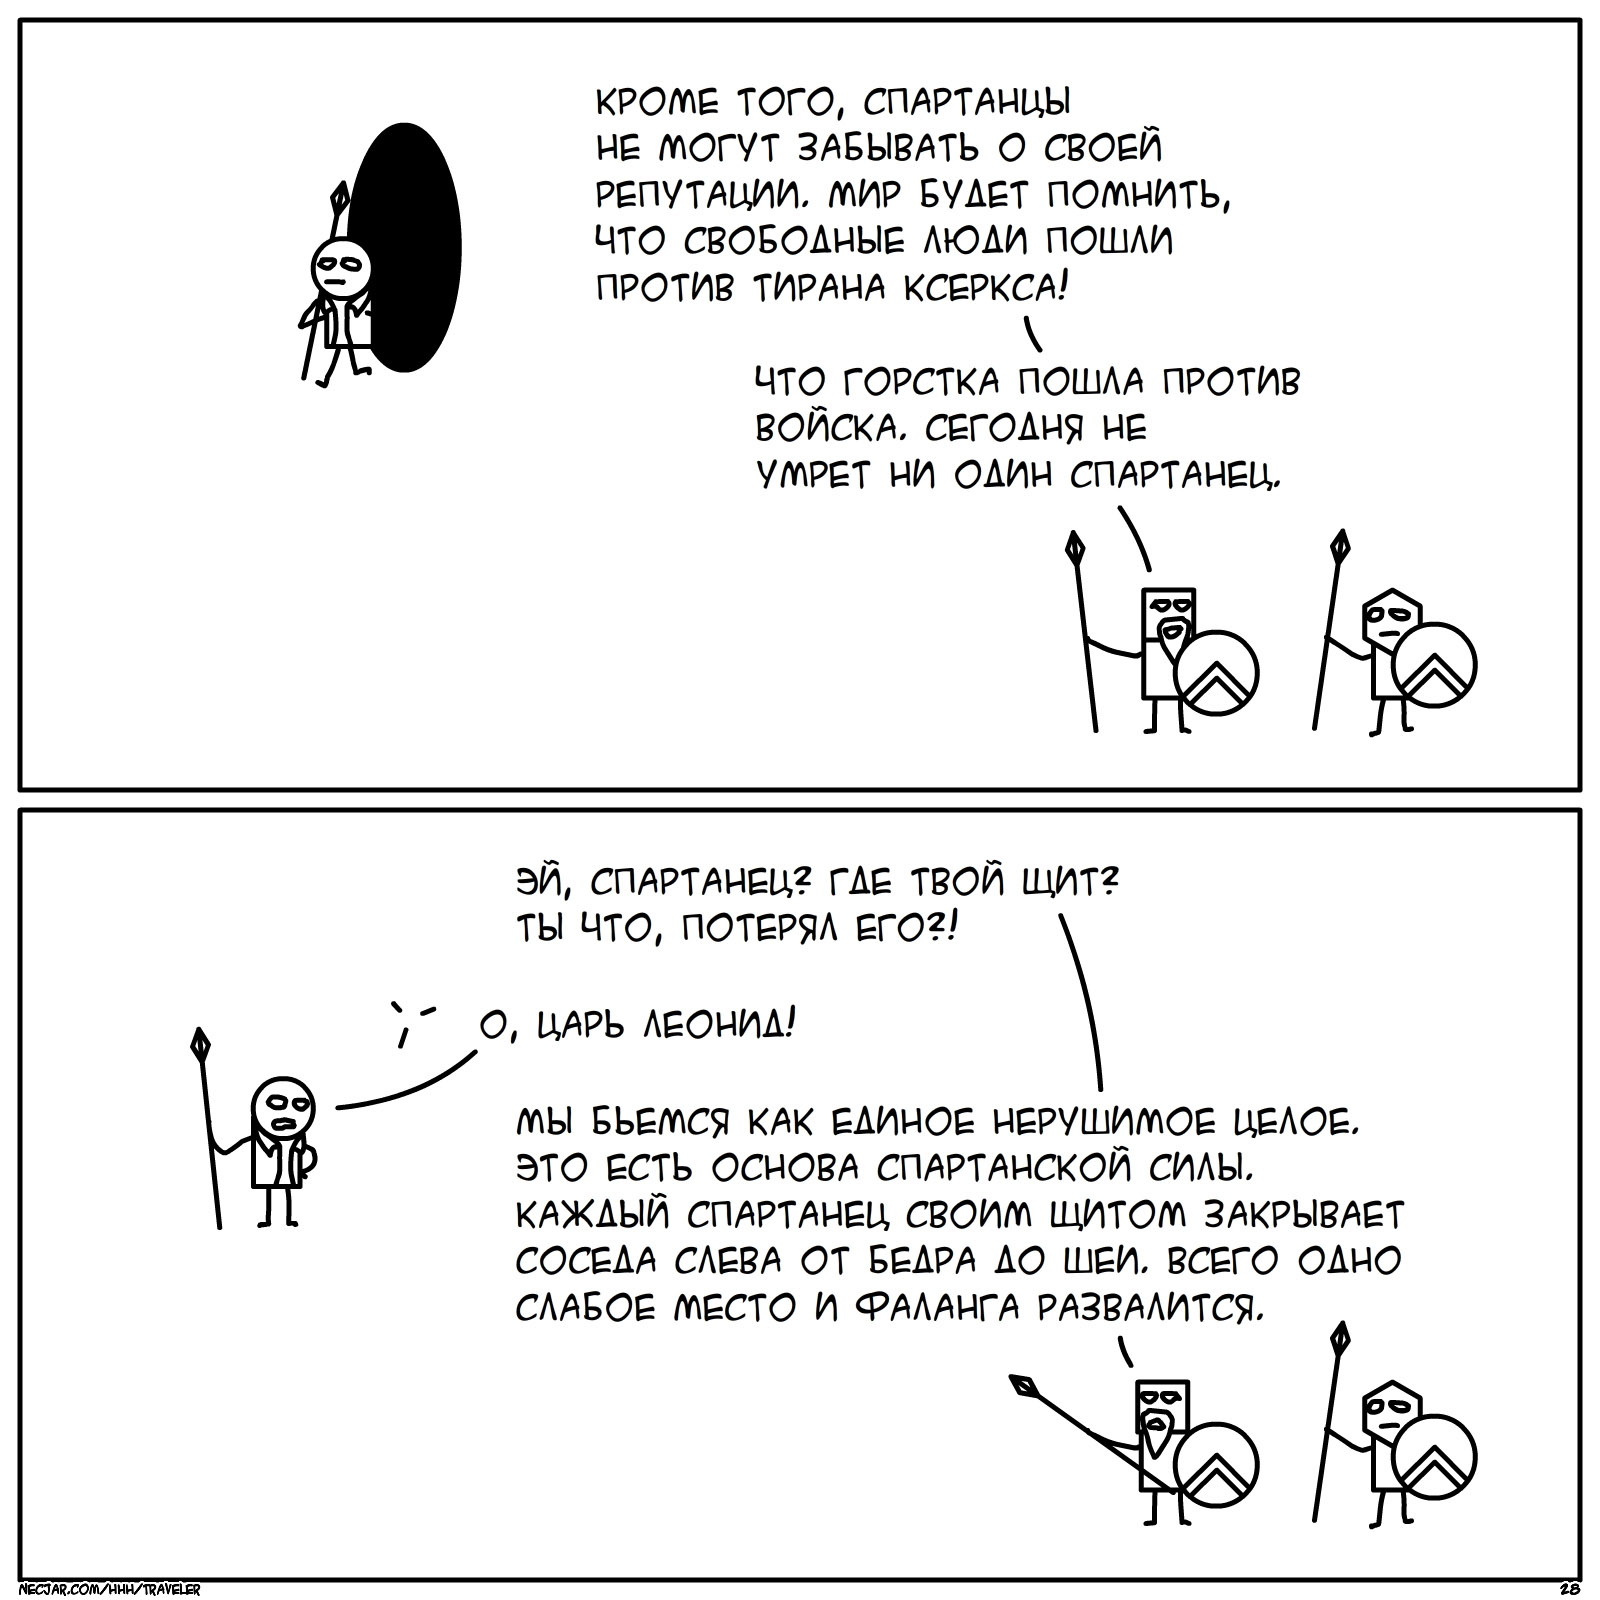 КРОМЕ ТОГО, СПАРТАНЦЫ
НЕ МОГУТ ЗАБЫВАТЬ О СВОЕЙ
РЕПУТАЦИИ. МИР БУДЕТ ПОМНИТЬ,
ЧТО СВОБОДНЫЕ ЛЮДИ ПОШЛИ
ПРОТИВ ТИРАНА КСЕРКСА!
ЧТО ГОРСТКА ПОШЛА ПРОТИВ
ВОЙСКА. СЕГОДНЯ НЕ
УМРЕТ НИ ОДИН СПАРТАНЕЦ.
ЭЙ, СПАРТАНЕЦ? ГДЕ ТВОЙ ЩИТ?
ТЫ ЧТО, ПОТЕРЯЛ ЕГО?!
О, ЦАРЬ ЛЕОНИД!
МЫ БЬЕМСЯ КАК ЕДИНОЕ НЕРУШИМОЕ ЦЕЛОЕ.
ЭТО ЕСТЬ ОСНОВА СПАРТАНСКОЙ СИЛЫ.
КАЖДЫЙ СПАРТАНЕЦ СВОИМ ЩИТОМ ЗАКРЫВАЕТ
СОСЕДА СЛЕВА ОТ БЕДРА ДО ШЕИ. ВСЕГО ОДНО
СЛАБОЕ МЕСТО И ФАЛАНГА РАЗВАЛИТСЯ.
NECJAR.COM/HHH/TRAVELER
28